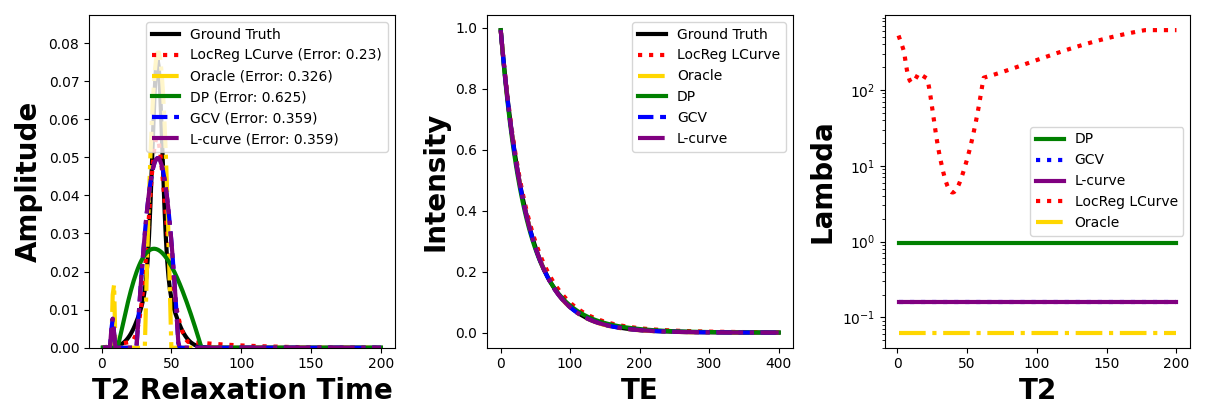 Amplitude
0.08
0.07
0.06
0.05
0.04
0.03
0.02
0.01
0.00
Ground Truth
LocReg LCurve (Error: 0.23)
Oracle (Error: 0.326)
DP (Error: 0.625)
GCV (Error: 0.359)
L-curve (Error: 0.359)
0 50 100 150 200
T2 Relaxation Time
Intensity
1.0
0.8
0.6
0.4
0.2
0.0
Ground Truth
LocReg LCurve
Oracle
DP
GCV
L-curve
0 100 200 300 400
TE
Lambda
10²
10¹
10⁰
10⁻¹
DP
GCV
L-curve
LocReg LCurve
Oracle
0 50 100 150 200
T2